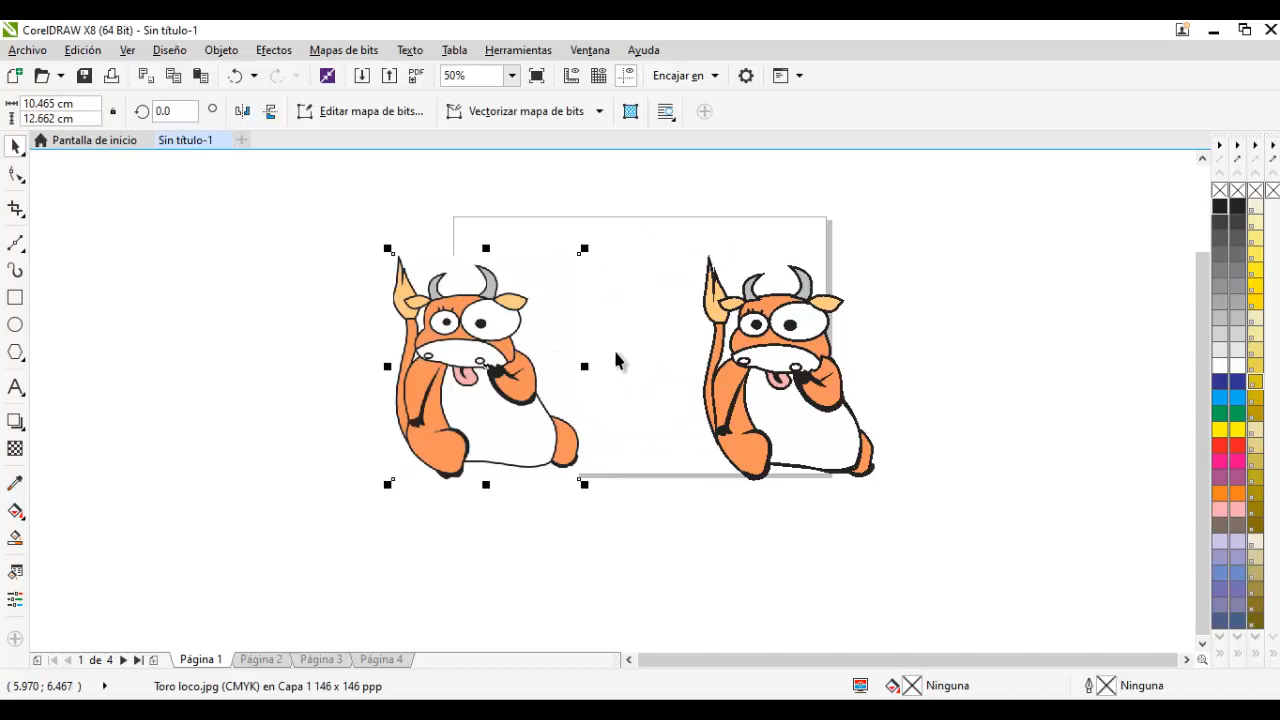 CorelDRAW X8 (64 Bit) - Sin título-1
Archivo Edición Ver Diseño Objeto Efectos Mapas de bits Texto Tabla Herramientas Ventana Ayuda
PDF 50% Encajar en
10.465 cm
12.662 cm
0.0 Editar mapa de bits... Vectorizar mapa de bits
Pantalla de inicio Sin título-1
1 de 4 Página 1 Página 2 Página 3 Página 4
( 5.970 ; 6.467 ) Toro loco.jpg (CMYK) en Capa 1 146 x 146 ppp Ninguna Ninguna